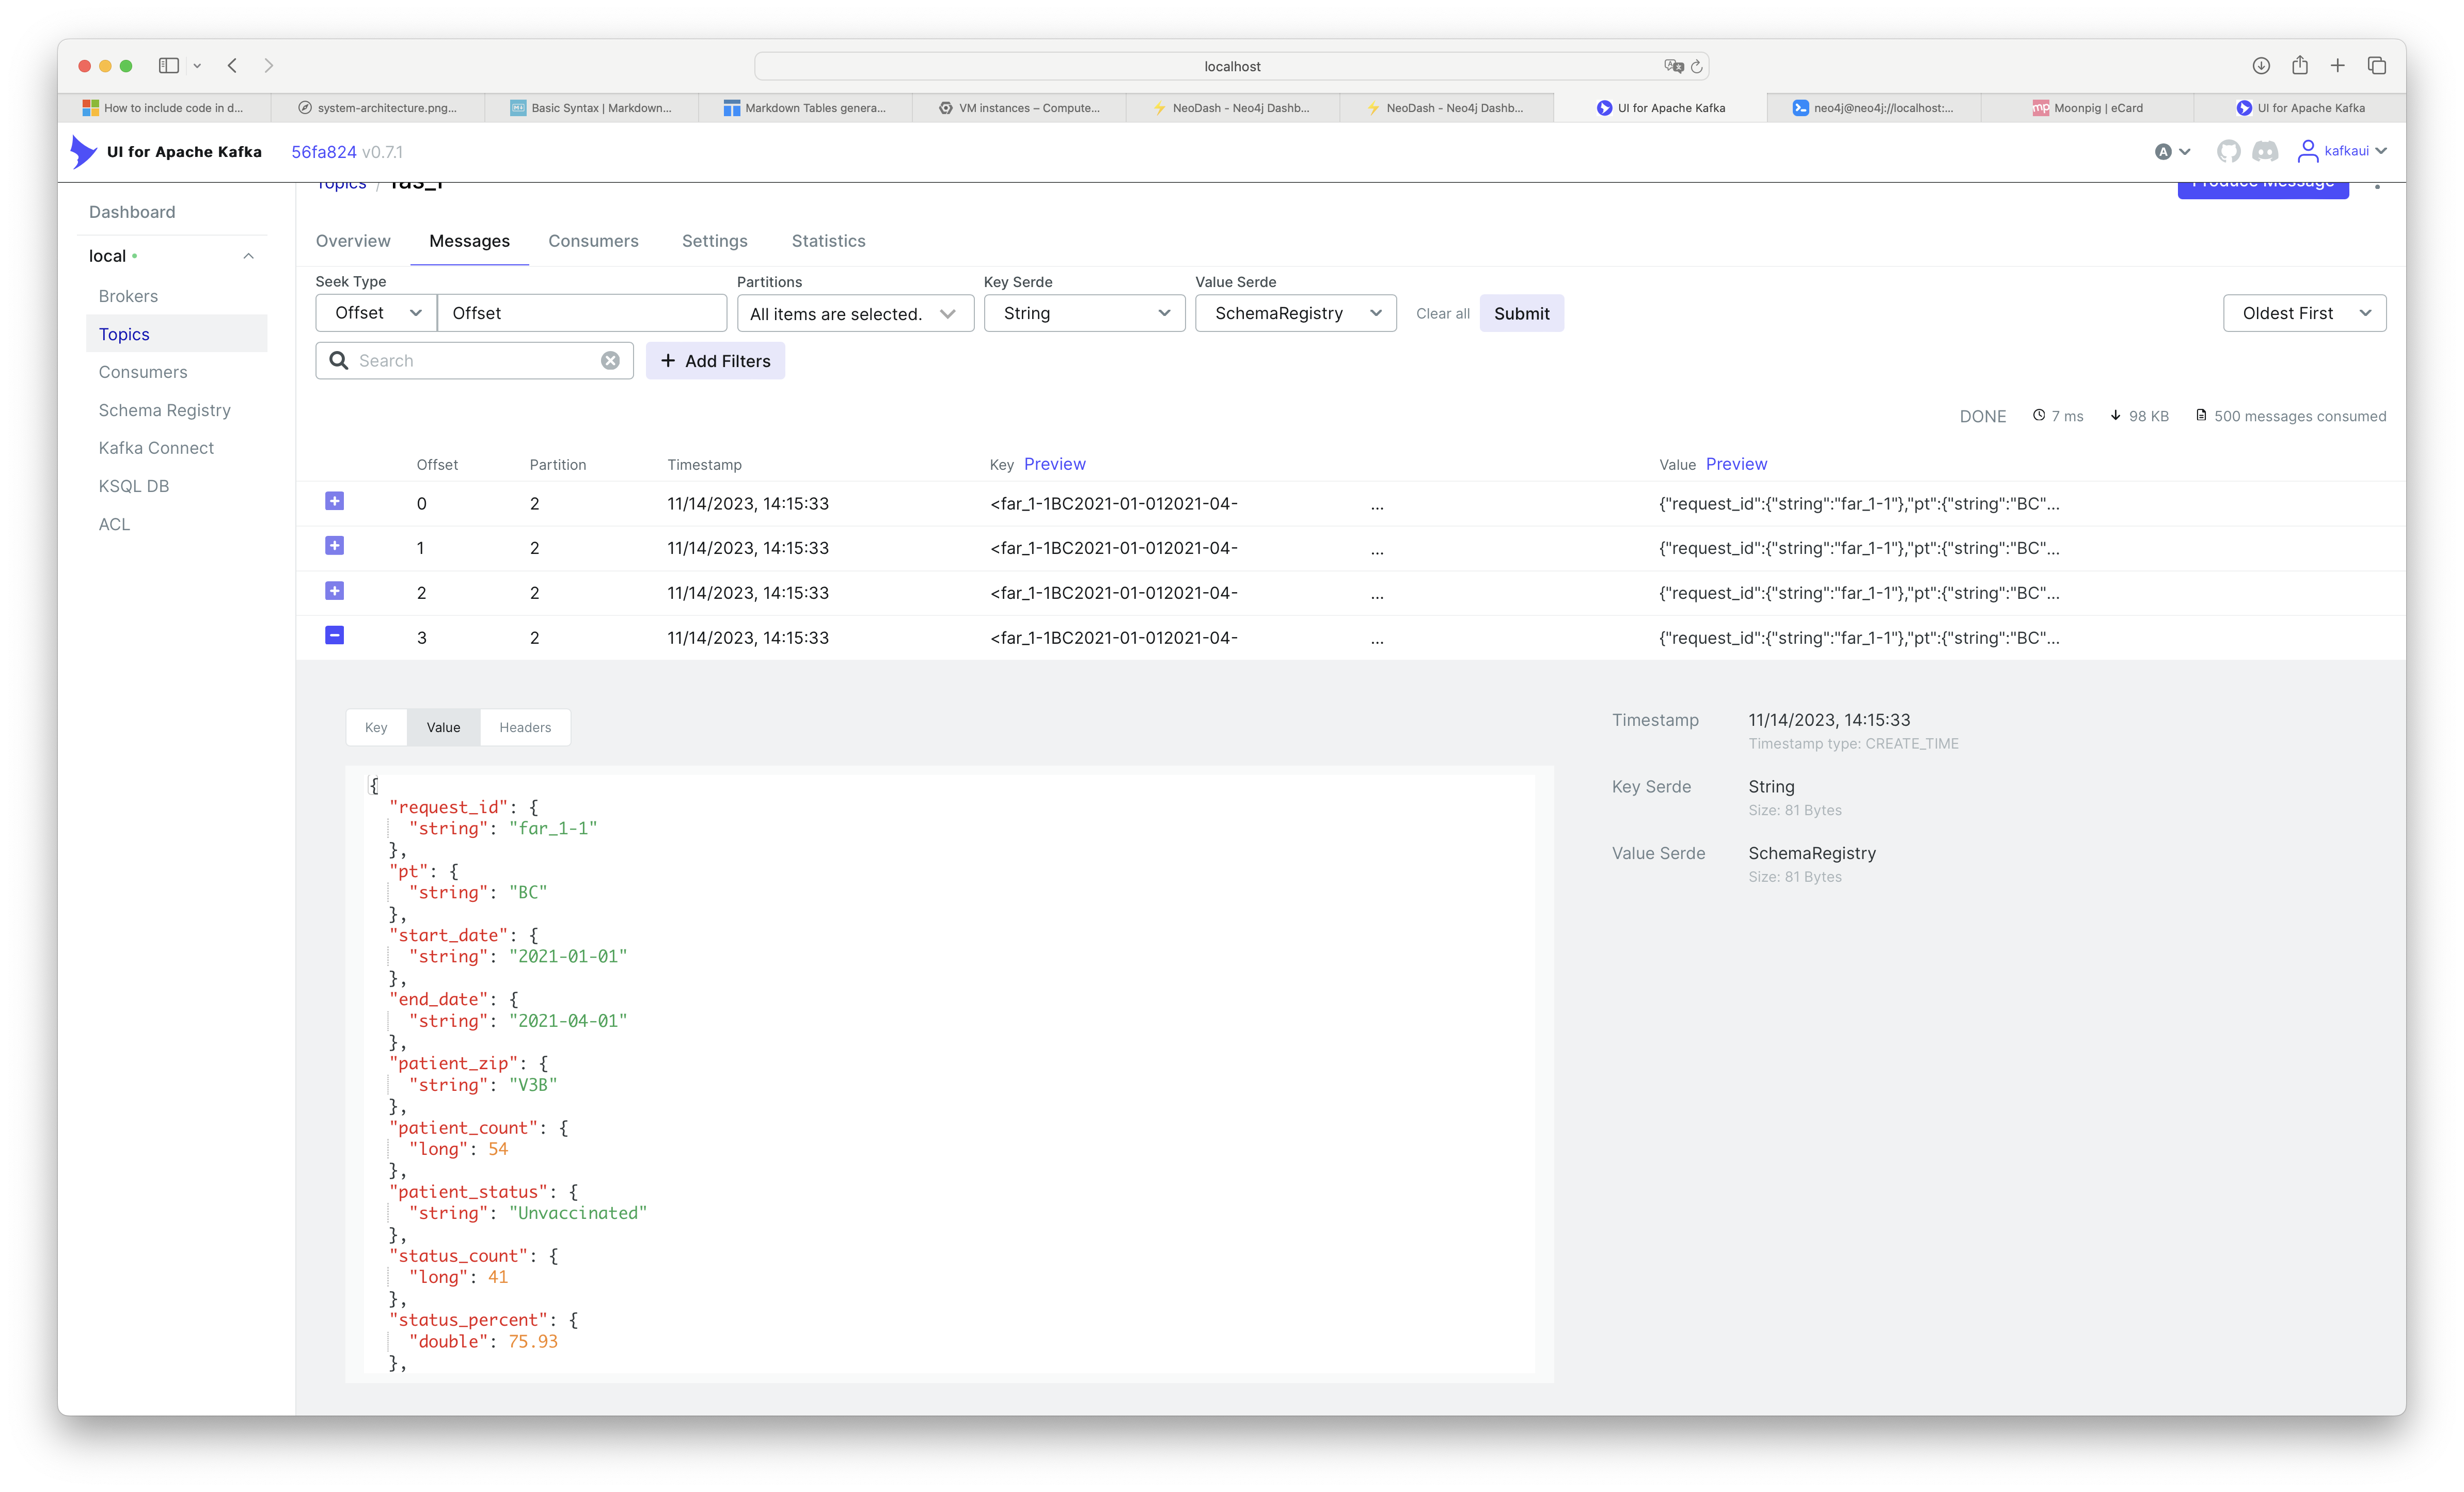 localhost
How to include code in d...
system-architecture.png...
Basic Syntax | Markdown...
Markdown Tables genera...
VM instances – Compute...
NeoDash - Neo4j Dashb...
NeoDash - Neo4j Dashb...
UI for Apache Kafka
neo4j@neo4j://localhost:...
Moonpig | eCard
UI for Apache Kafka
UI for Apache Kafka 56fa824 v0.7.1
A
kafkaui
Topics /
Produce Message
Dashboard
local
Brokers
Topics
Consumers
Schema Registry
Kafka Connect
KSQL DB
ACL
Overview Messages Consumers Settings Statistics
Seek Type Partitions Key Serde Value Serde
Offset Offset All items are selected. String SchemaRegistry Clear all Submit Oldest First
Search Add Filters
DONE 7 ms 98 KB 500 messages consumed
Offset Partition Timestamp Key Preview Value Preview
0 2 11/14/2023, 14:15:33 <far_1-1BC2021-01-012021-04- ... {"request_id":{"string":"far_1-1"},"pt":{"string":"BC"...
1 2 11/14/2023, 14:15:33 <far_1-1BC2021-01-012021-04- ... {"request_id":{"string":"far_1-1"},"pt":{"string":"BC"...
2 2 11/14/2023, 14:15:33 <far_1-1BC2021-01-012021-04- ... {"request_id":{"string":"far_1-1"},"pt":{"string":"BC"...
3 2 11/14/2023, 14:15:33 <far_1-1BC2021-01-012021-04- ... {"request_id":{"string":"far_1-1"},"pt":{"string":"BC"...
Key Value Headers
{
"request_id": {
"string": "far_1-1"
},
"pt": {
"string": "BC"
},
"start_date": {
"string": "2021-01-01"
},
"end_date": {
"string": "2021-04-01"
},
"patient_zip": {
"string": "V3B"
},
"patient_count": {
"long": 54
},
"patient_status": {
"string": "Unvaccinated"
},
"status_count": {
"long": 41
},
"status_percent": {
"double": 75.93
},
Timestamp 11/14/2023, 14:15:33
Timestamp type: CREATE_TIME
Key Serde String
Size: 81 Bytes
Value Serde SchemaRegistry
Size: 81 Bytes